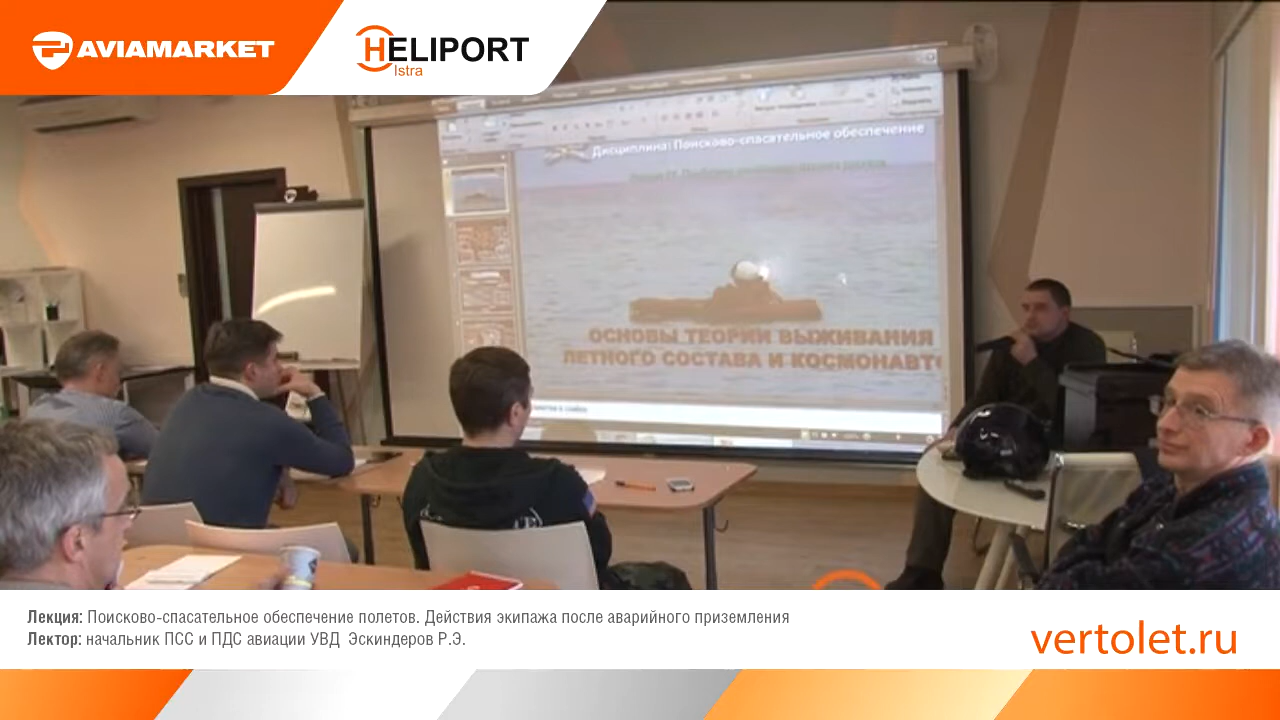 AVIAMARKET
HELIPORT
Istra
Дисциплина: Поисково-спасательное обеспечение
ОСНОВЫ ТЕОРИИ ВЫЖИВАНИЯ
ЛЕТНОГО СОСТАВА И КОСМОНАВТО
Лекция: Поисково-спасательное обеспечение полетов. Действия экипажа после аварийного приземления
Лектор: начальник ПСС и ПДС авиации УВД Эскиндеров Р.Э.
vertolet.ru